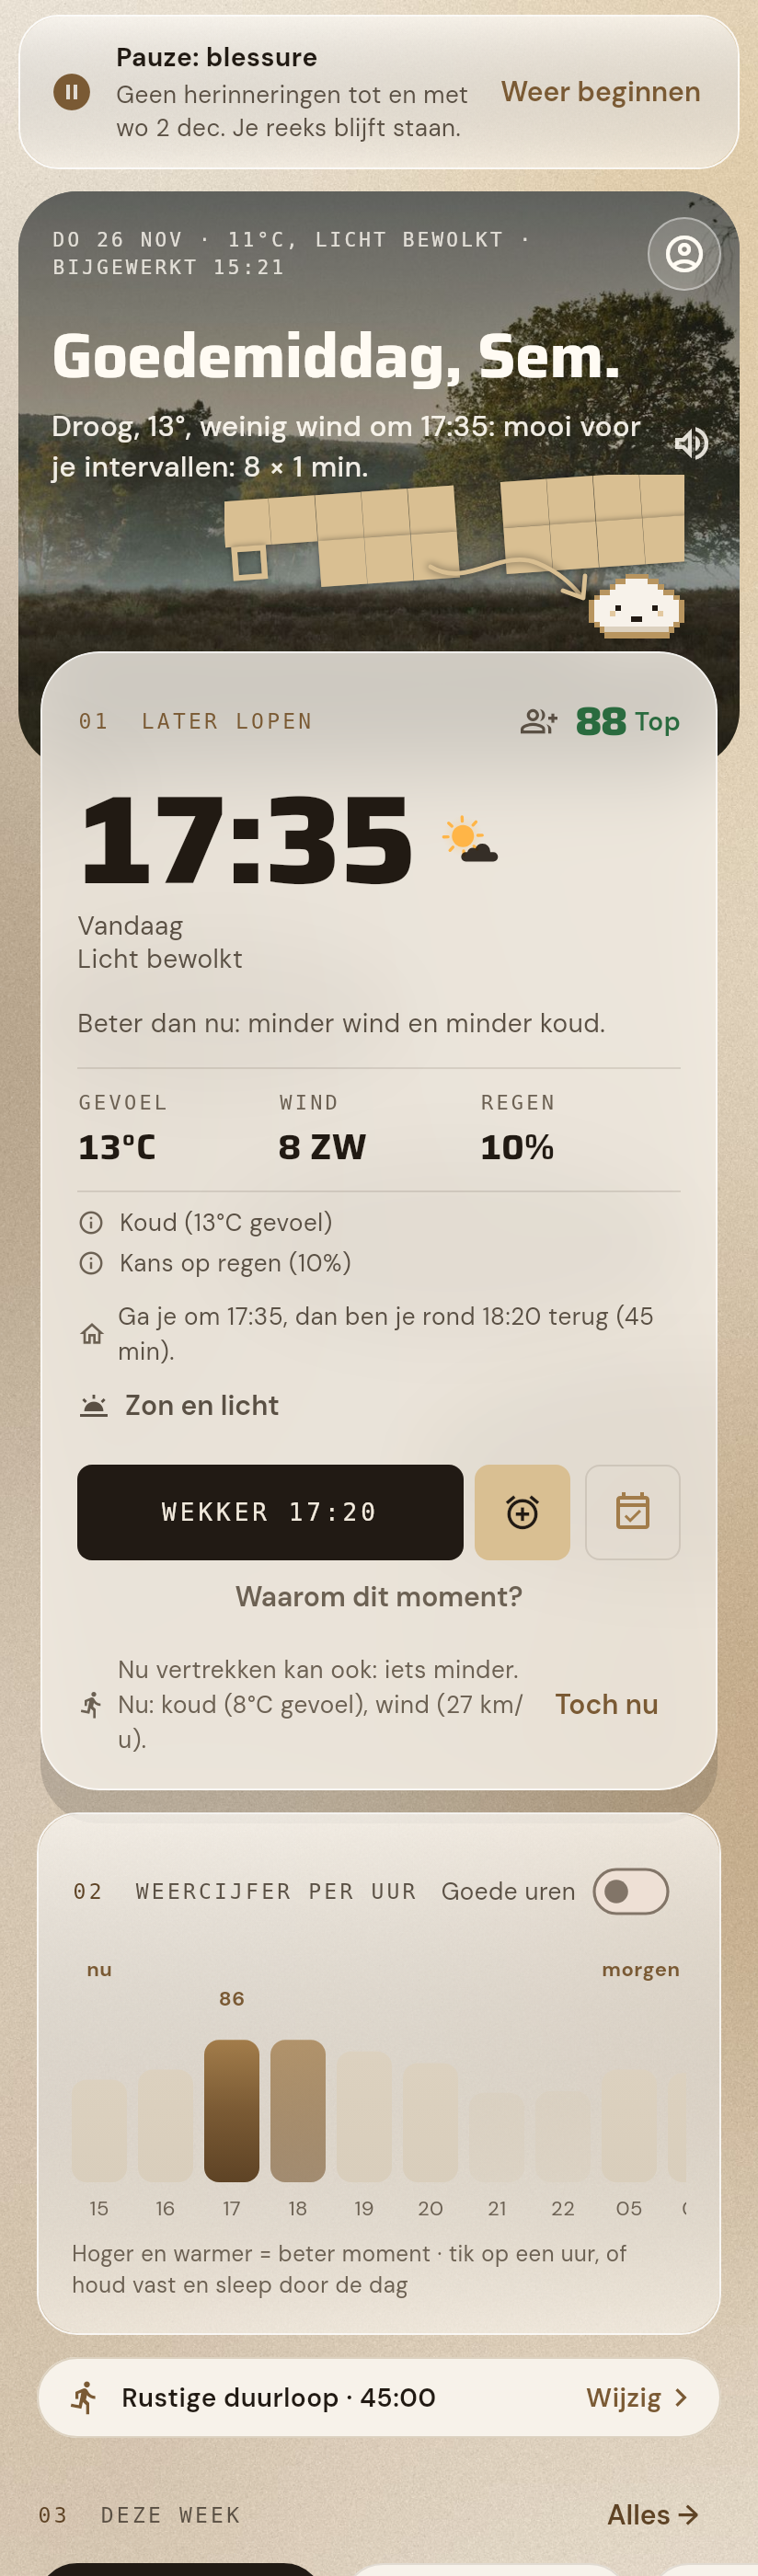 Pauze: blessure
Geen herinneringen tot en met
wo 2 dec. Je reeks blijft staan.
Weer beginnen
DO 26 NOV · 11°C, LICHT BEWOLKT ·
BIJGEWERKT 15:21
Goedemiddag, Sem.
Droog, 13°, weinig wind om 17:35: mooi voor
je intervallen: 8 × 1 min.
01 LATER LOPEN
88 Top
17:35
Vandaag
Licht bewolkt
Beter dan nu: minder wind en minder koud.
GEVOEL WIND REGEN
13°C 8 ZW 10%
Koud (13°C gevoel)
Kans op regen (10%)
Ga je om 17:35, dan ben je rond 18:20 terug (45
min).
Zon en licht
WEKKER 17:20
Waarom dit moment?
Nu vertrekken kan ook: iets minder.
Nu: koud (8°C gevoel), wind (27 km/
u).
Toch nu
02 WEERCIJFER PER UUR Goede uren
nu morgen
86
15 16 17 18 19 20 21 22 05
Hoger en warmer = beter moment · tik op een uur, of
houd vast en sleep door de dag
Rustige duurloop · 45:00 Wijzig
03 DEZE WEEK Alles →